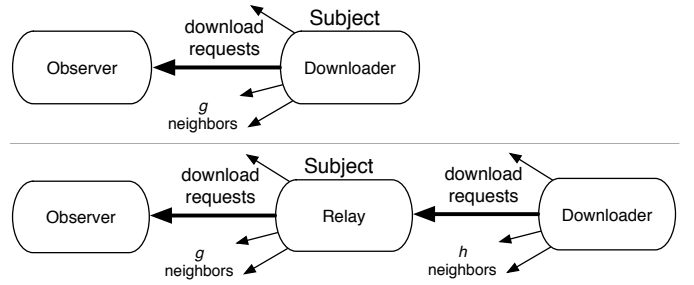 Subject
download
requests
Observer
Downloader
g
neighbors
Subject
download
requests
download
requests
Observer
Relay
Downloader
g
neighbors
h
neighbors